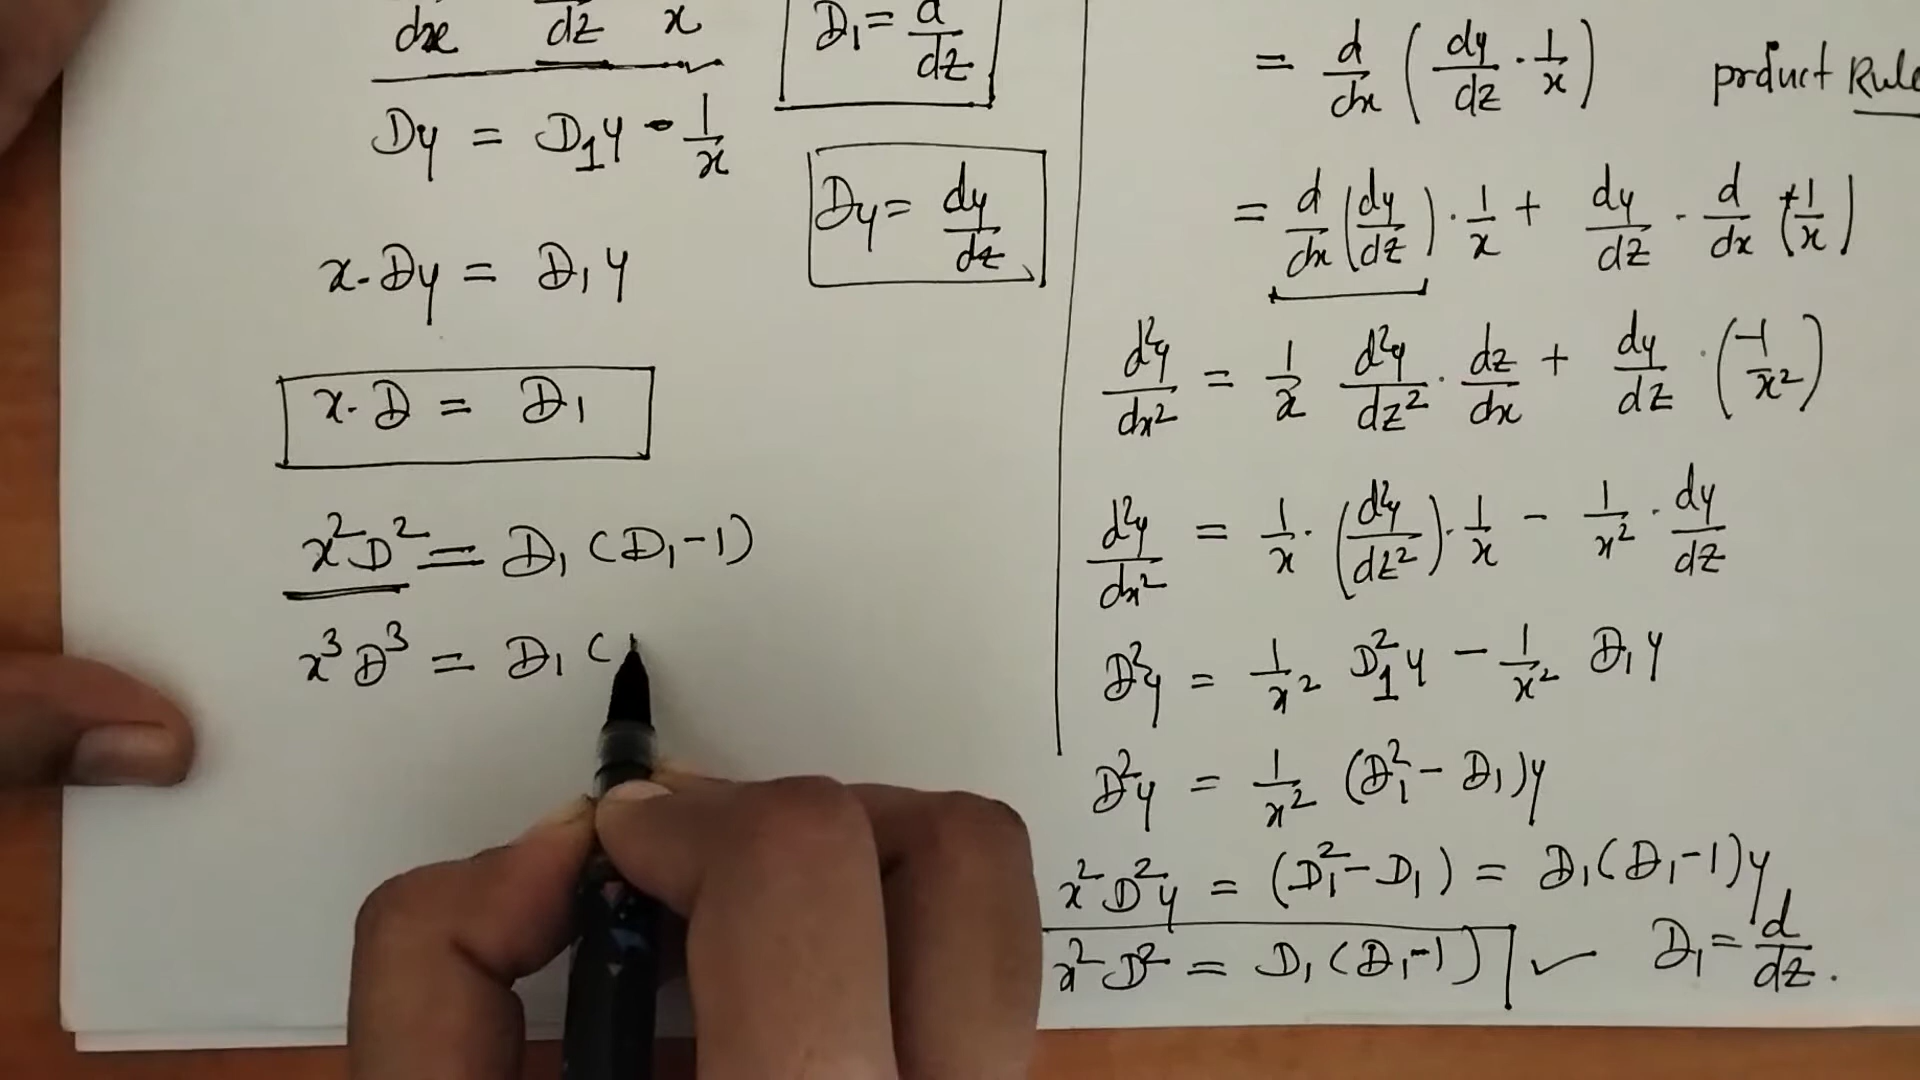 dx dz x
D₁ = d/dz
Dy = D₁y · 1/x
Dy = dy/dz
x·Dy = D₁y
x·D = D₁
x²D² = D₁(D₁-1)
x³D³ = D₁(
= d/dx (dy/dz · 1/x) product Rule
= d/dx (dy/dz) · 1/x + dy/dz · d/dx (1/x)
d²y/dx² = 1/x d²y/dz² · dz/dx + dy/dz · (-1/x²)
d²y/dx² = 1/x · (d²y/dz²) · 1/x - 1/x² · dy/dz
D²y = 1/x² D₁²y - 1/x² D₁y
D²y = 1/x² (D₁² - D₁)y
x²D²y = (D₁² - D₁) = D₁(D₁-1)y
x²D² = D₁(D₁-1) ✓ D₁ = d/dz.